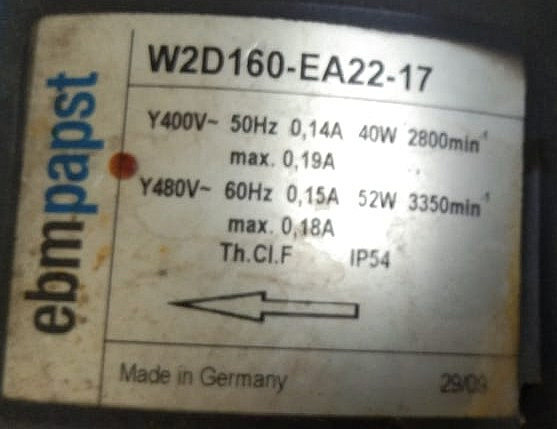 ebmpapst
W2D160-EA22-17
Y400V~ 50Hz 0,14A 40W 2800min⁻¹
max. 0,19A
Y480V~ 60Hz 0,15A 52W 3350min⁻¹
max. 0,18A
Th.Cl.F IP54
Made in Germany 29/09